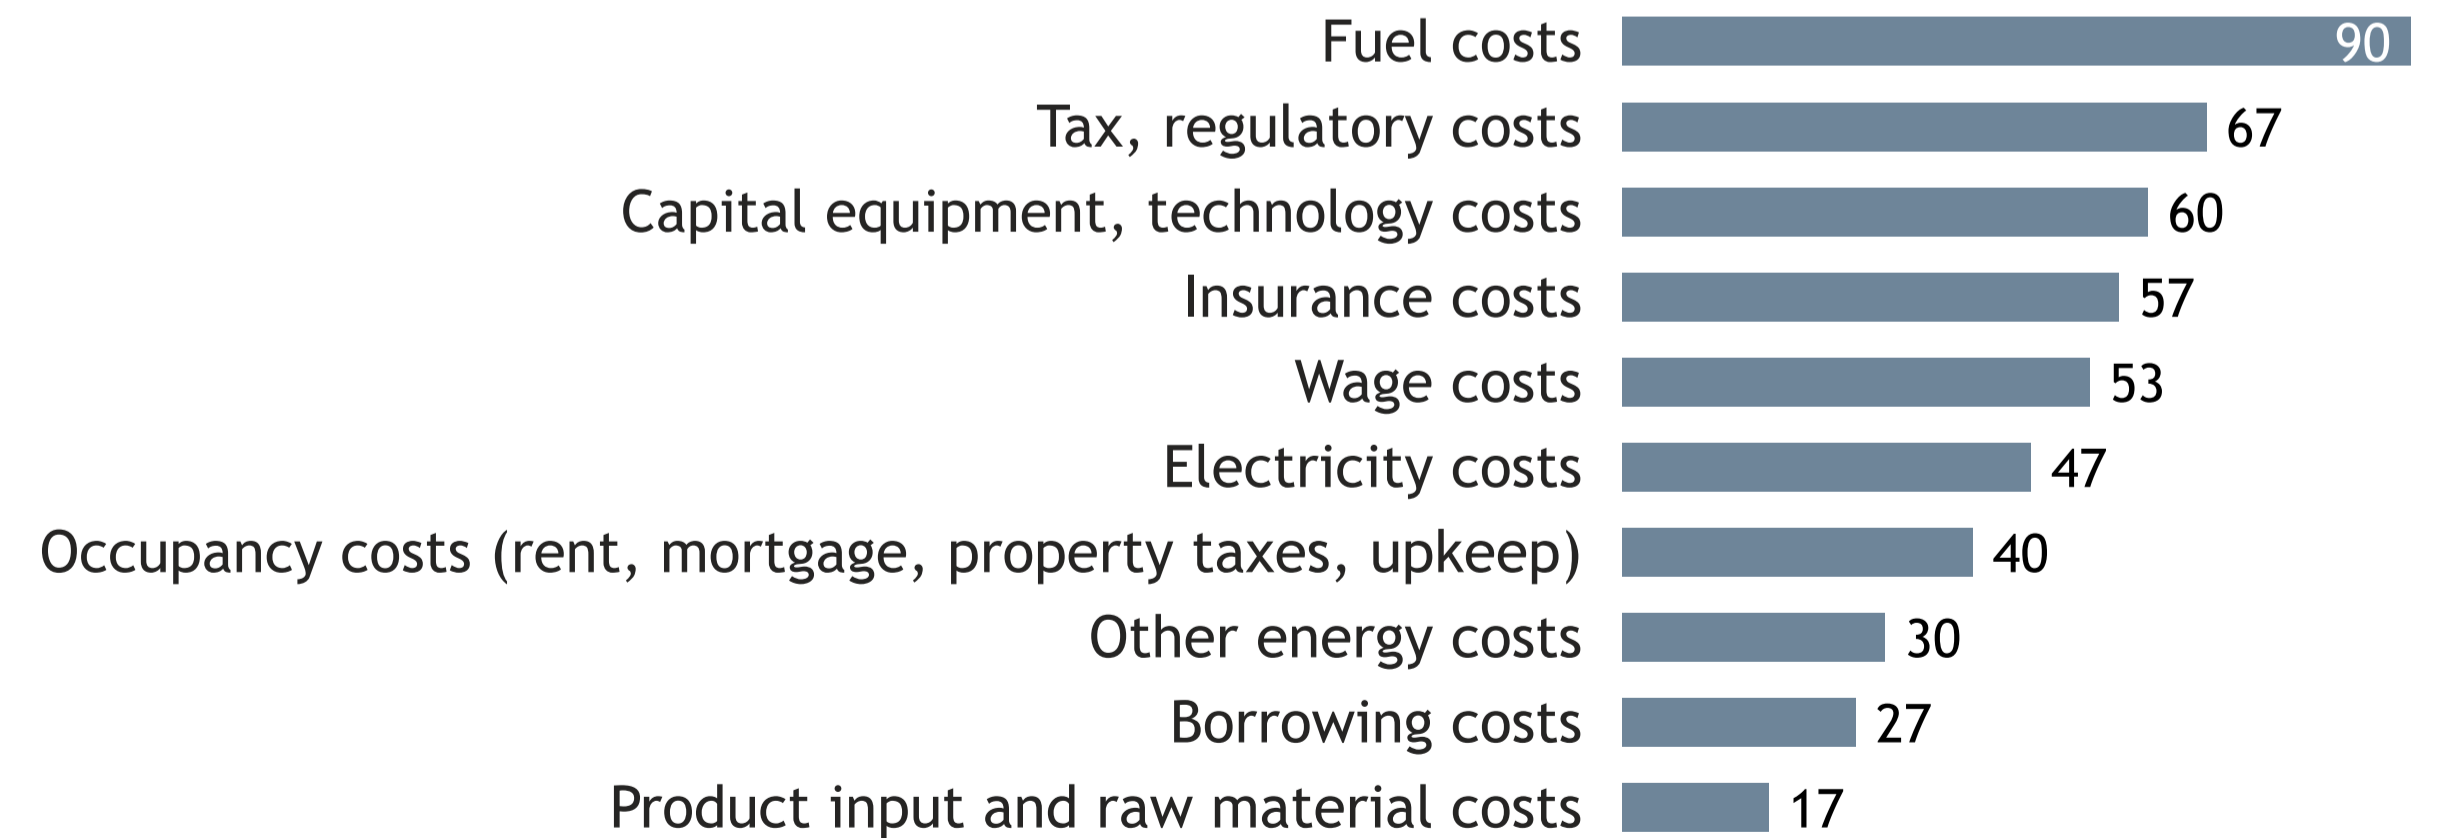 Fuel costs 90
Tax, regulatory costs 67
Capital equipment, technology costs 60
Insurance costs 57
Wage costs 53
Electricity costs 47
Occupancy costs (rent, mortgage, property taxes, upkeep) 40
Other energy costs 30
Borrowing costs 27
Product input and raw material costs 17